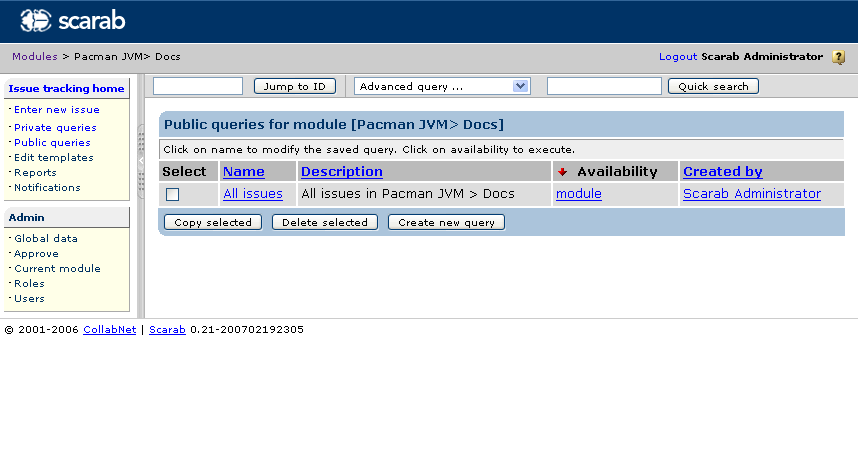 scarab
Modules > Pacman JVM> Docs
Logout Scarab Administrator ?
Issue tracking home
Jump to ID
Advanced query ...
Quick search
·Enter new issue
·Private queries
·Public queries
·Edit templates
·Reports
·Notifications
Admin
·Global data
·Approve
·Current module
·Roles
·Users
Public queries for module [Pacman JVM> Docs]
Click on name to modify the saved query. Click on availability to execute.
Select Name Description Availability Created by
All issues All issues in Pacman JVM > Docs module Scarab Administrator
Copy selected Delete selected Create new query
© 2001-2006 CollabNet | Scarab 0.21-200702192305